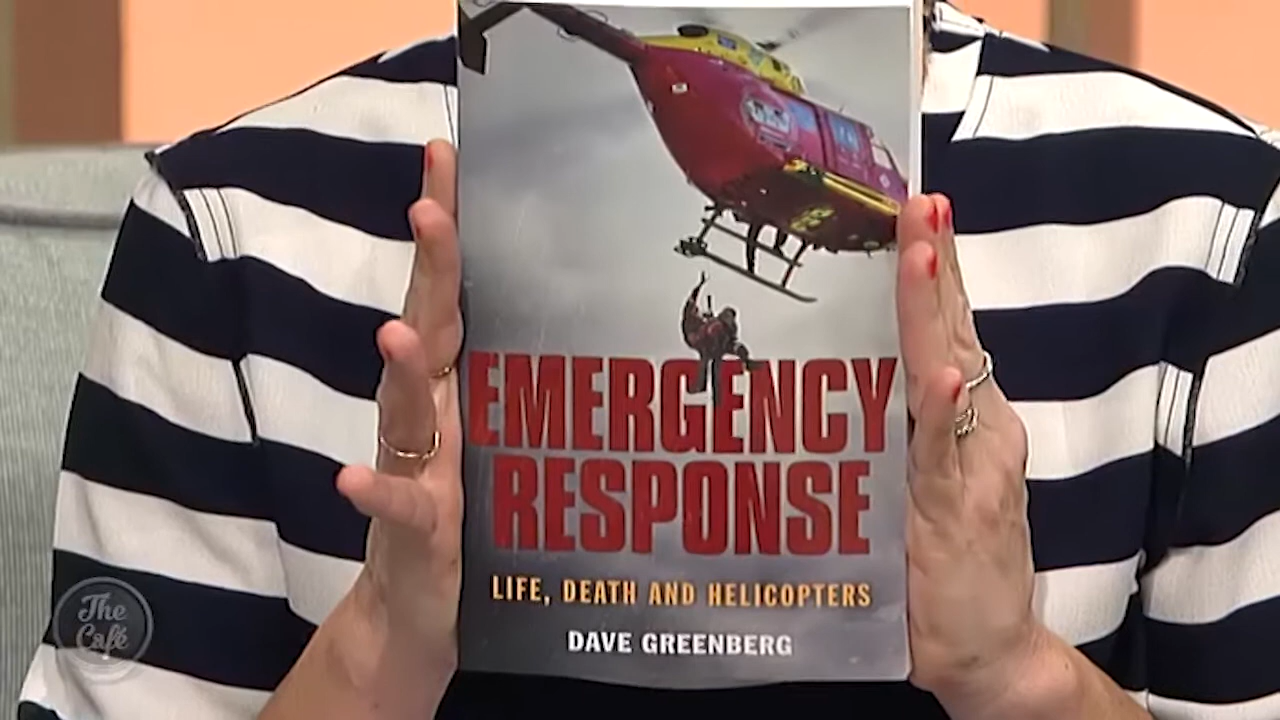 EMERGENCY
RESPONSE
LIFE, DEATH AND HELICOPTERS
DAVE GREENBERG
The
Café